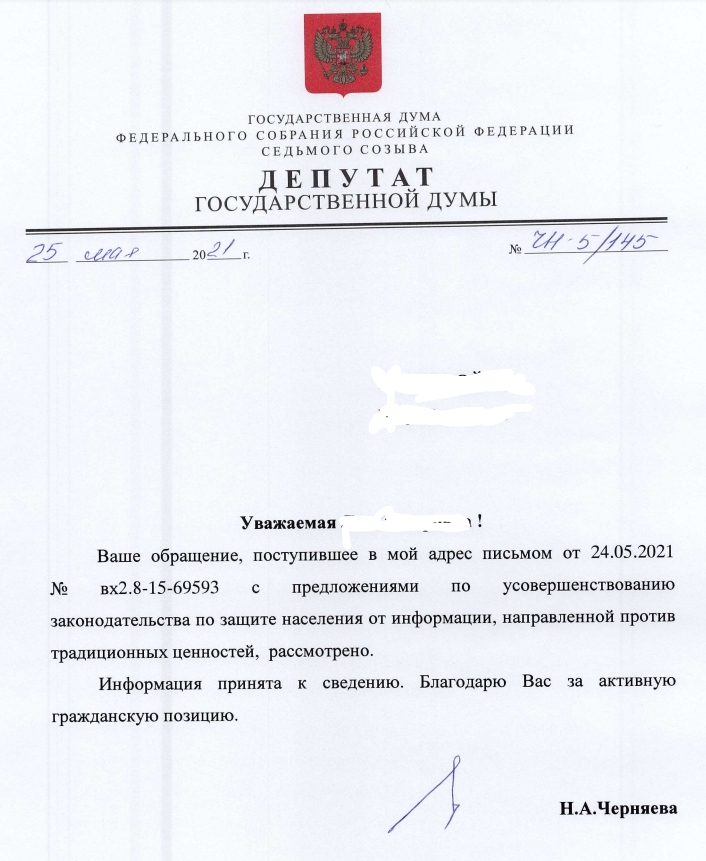 ГОСУДАРСТВЕННАЯ ДУМА
ФЕДЕРАЛЬНОГО СОБРАНИЯ РОССИЙСКОЙ ФЕДЕРАЦИИ
СЕДЬМОГО СОЗЫВА
ДЕПУТАТ
ГОСУДАРСТВЕННОЙ ДУМЫ
25 мая 2021 г.
№ ЧН-5/145
Уважаемая !
Ваше обращение, поступившее в мой адрес письмом от 24.05.2021
№ вх2.8-15-69593 с предложениями по усовершенствованию
законодательства по защите населения от информации, направленной против
традиционных ценностей, рассмотрено.
Информация принята к сведению. Благодарю Вас за активную
гражданскую позицию.
Н.А.Черняева